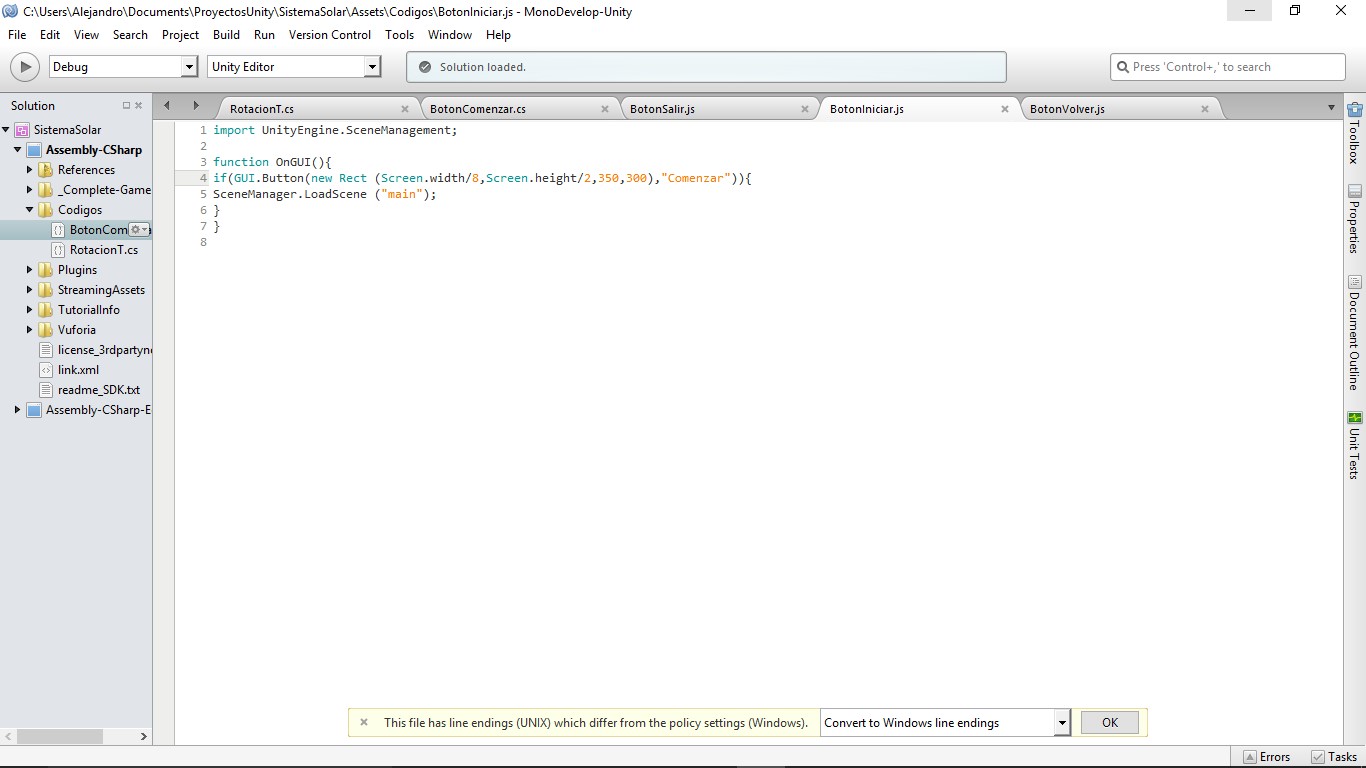 C:\Users\Alejandro\Documents\ProyectosUnity\SistemaSolar\Assets\Codigos\BotonIniciar.js - MonoDevelop-Unity
File Edit View Search Project Build Run Version Control Tools Window Help
Debug Unity Editor Solution loaded. Press 'Control+,' to search
Solution
SistemaSolar
Assembly-CSharp
References
_Complete-Game
Codigos
BotonCom
RotacionT.cs
Plugins
StreamingAssets
TutorialInfo
Vuforia
license_3rdpartyno
link.xml
readme_SDK.txt
Assembly-CSharp-E
RotacionT.cs BotonComenzar.cs BotonSalir.js BotonIniciar.js BotonVolver.js
1 import UnityEngine.SceneManagement;
2
3 function OnGUI(){
4 if(GUI.Button(new Rect (Screen.width/8,Screen.height/2,350,300),"Comenzar")){
5 SceneManager.LoadScene ("main");
6 }
7 }
8
This file has line endings (UNIX) which differ from the policy settings (Windows). Convert to Windows line endings OK
Toolbox
Properties
Document Outline
Unit Tests
Errors Tasks